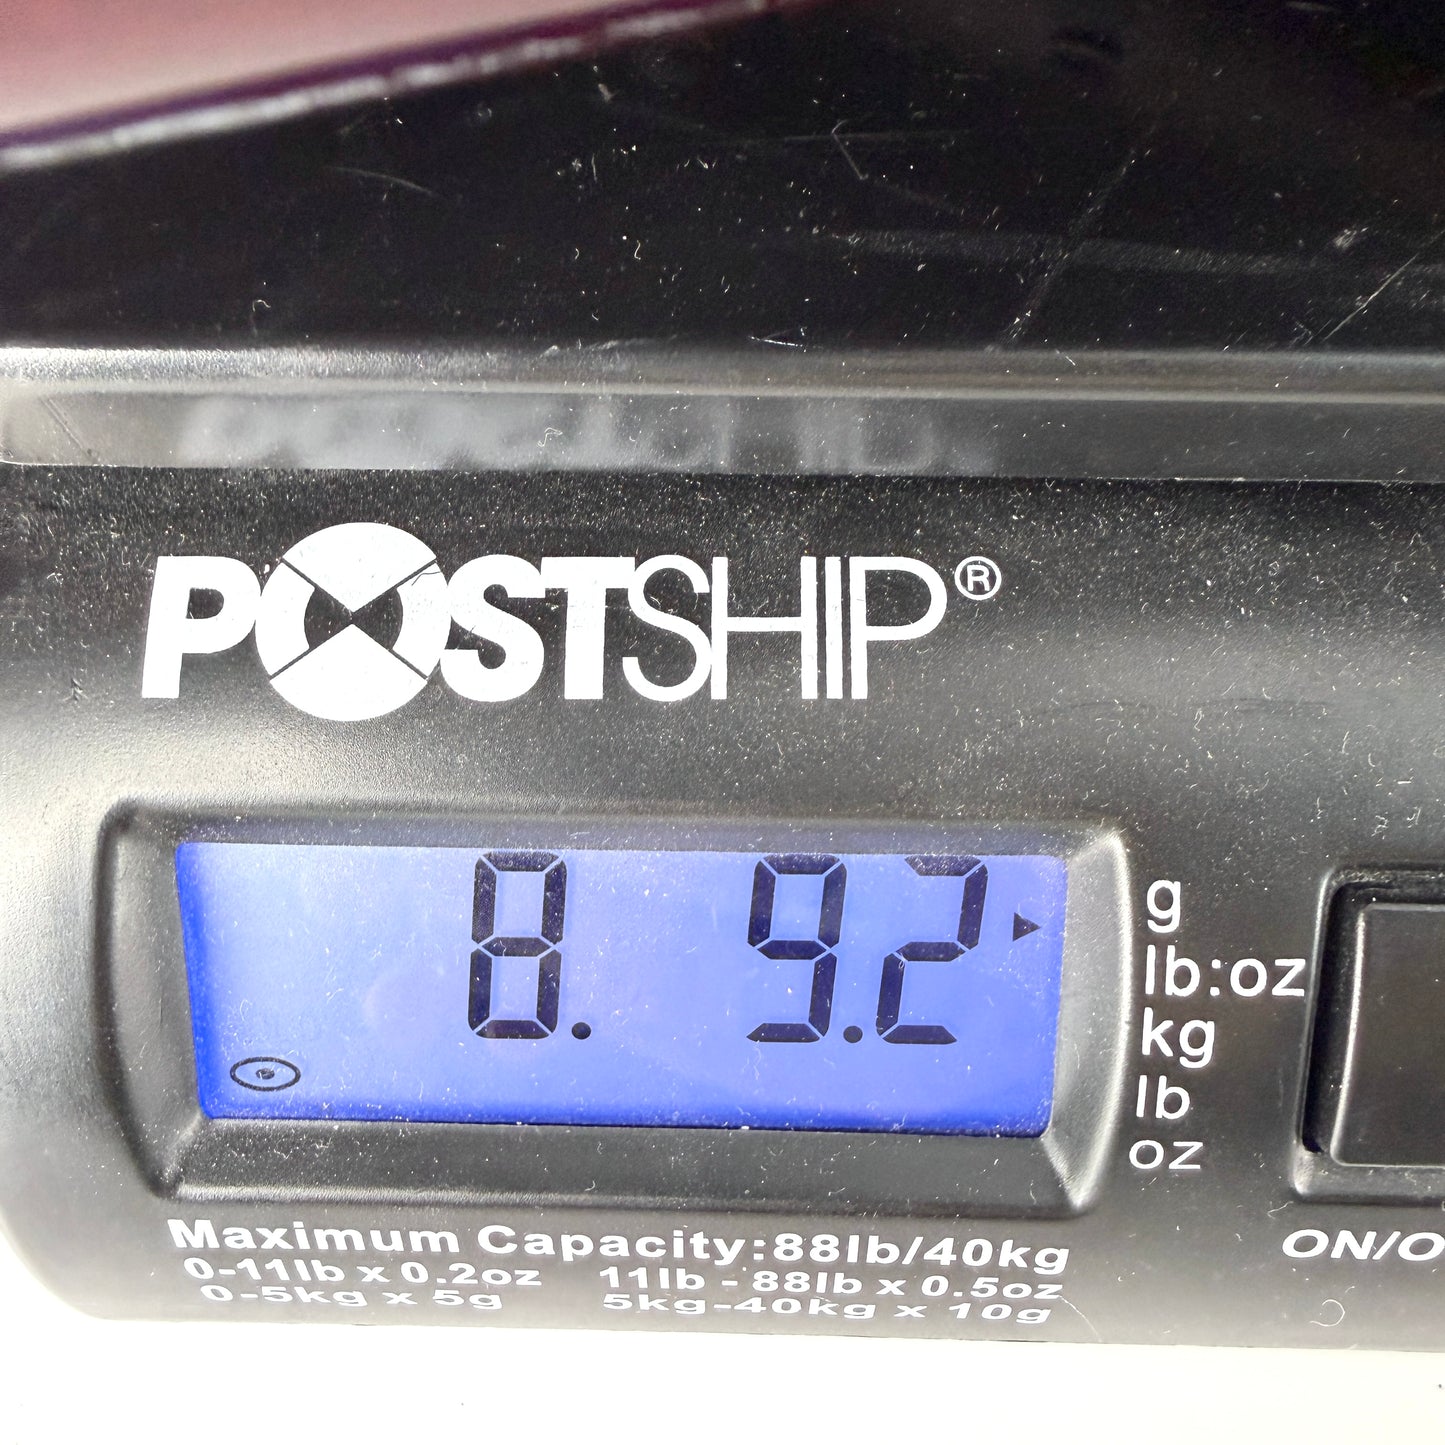 POSTSHIP®
8. 9.2
g
lb:oz
kg
lb
oz
ON/O
Maximum Capacity:88lb/40kg
0-11lb x 0.2oz 11lb - 88lb x 0.5oz
0-5kg x 5g 5kg-40kg x 10g